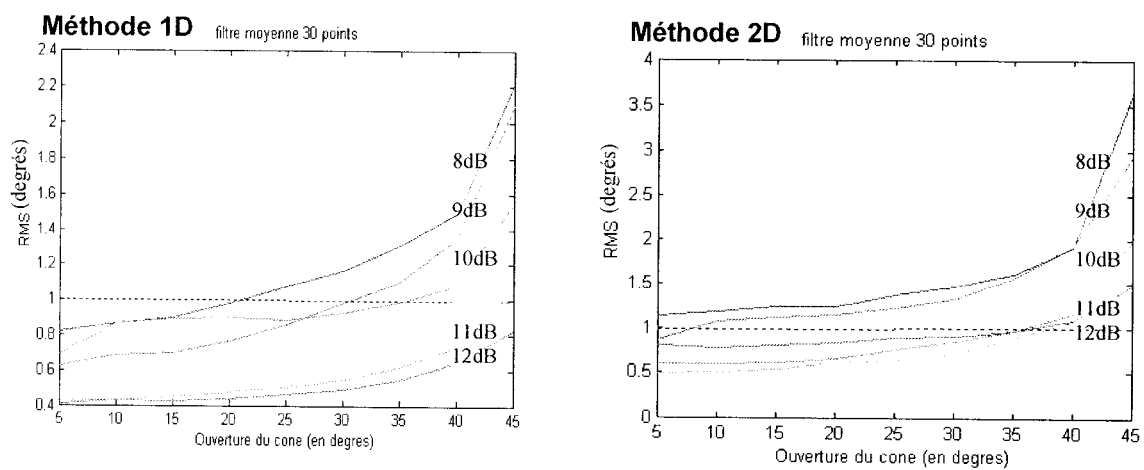 Méthode 1D filtre moyenne 30 points
2.4
2.2
2
1.8
1.6
1.4
1.2
1
0.8
0.6
0.4
RMS (degrés)
8dB
9dB
10dB
11dB
12dB
5 10 15 20 25 30 35 40 45
Ouverture du cone (en degres)
Méthode 2D filtre moyenne 30 points
4
3.5
3
2.5
2
1.5
1
0.5
0
RMS (degrés)
8dB
9dB
10dB
11dB
12dB
5 10 15 20 25 30 35 40 45
Ouverture du cone (en degres)